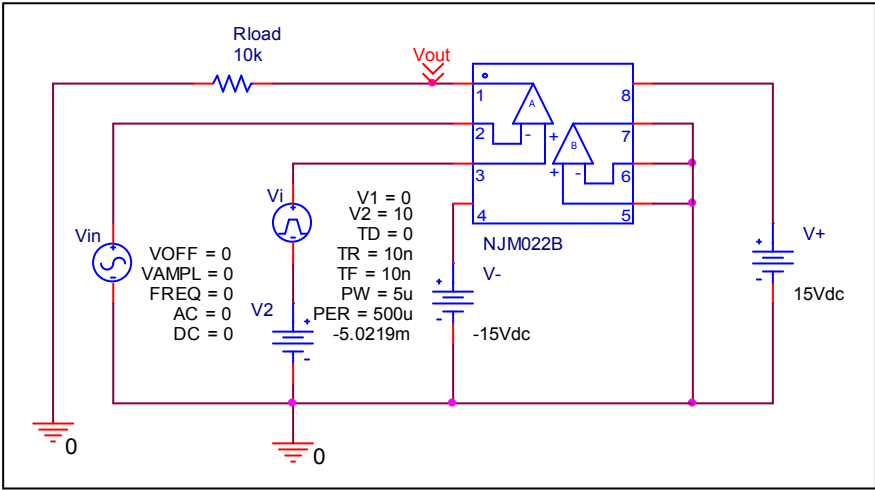 Rload
10k
Vout
1
2
3
4
A
-
+
B
+
-
8
7
6
5
NJM022B
Vi
V1 = 0
V2 = 10
TD = 0
TR = 10n
TF = 10n
PW = 5u
PER = 500u
-5.0219m
Vin
VOFF = 0
VAMPL = 0
FREQ = 0
AC = 0
DC = 0
V2
V-
-15Vdc
V+
15Vdc
0
0